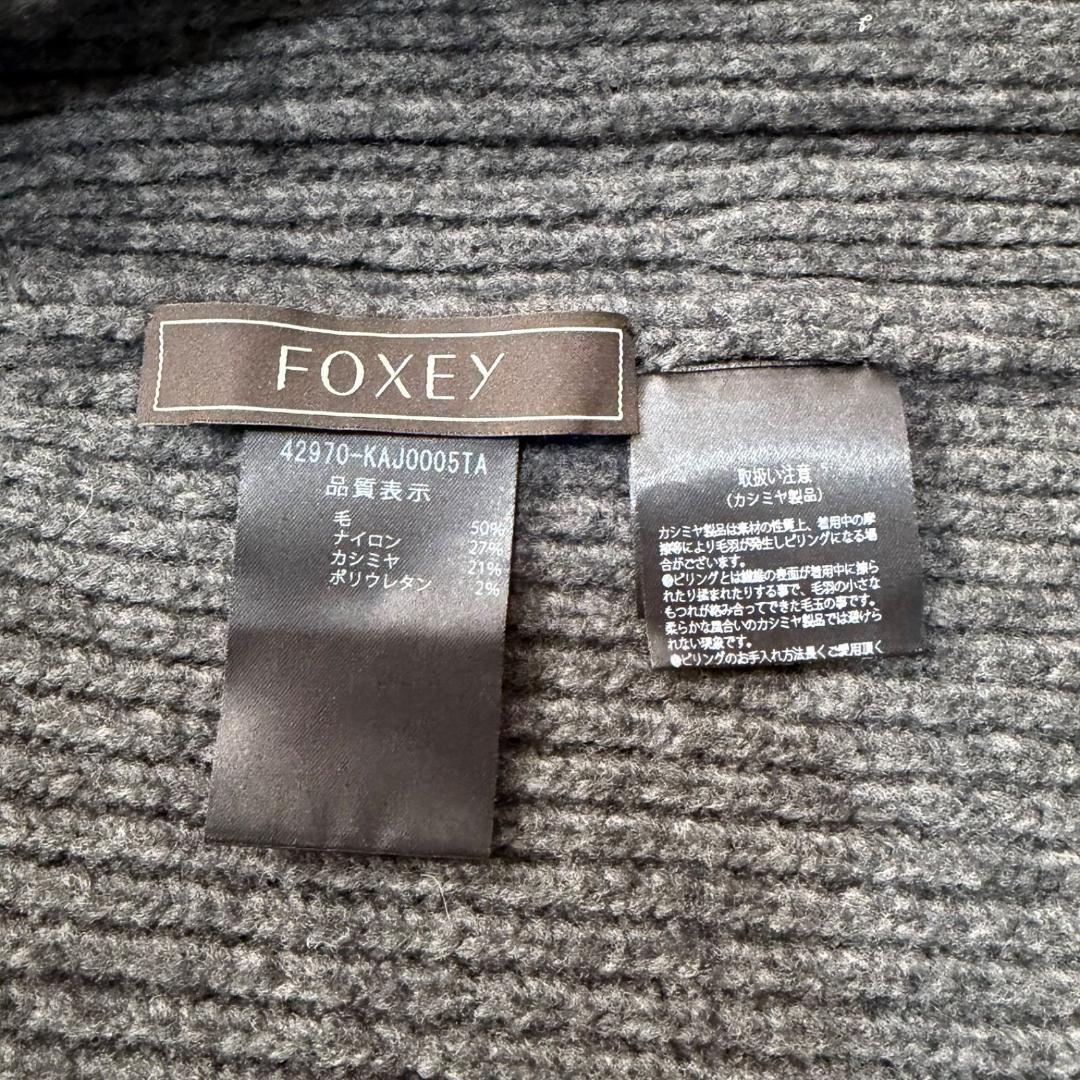 FOXEY
42970-KAJ0005TA
品質表示
毛 50%
ナイロン 27%
カシミヤ 21%
ポリウレタン 2%
取扱い注意
(カシミヤ製品)
カシミヤ製品は素材の性質上、着用中の摩
擦等により毛羽が発生しピリングになる場
合がございます。
●ピリングとは繊維の表面が着用中に擦ら
れたり揉まれたりする事で、毛羽の小さな
もつれが絡み合ってできた毛玉の事です。
柔らかな風合いのカシミヤ製品では避けら
れない現象です。
●ピリングのお手入れ方法長くご愛用頂く